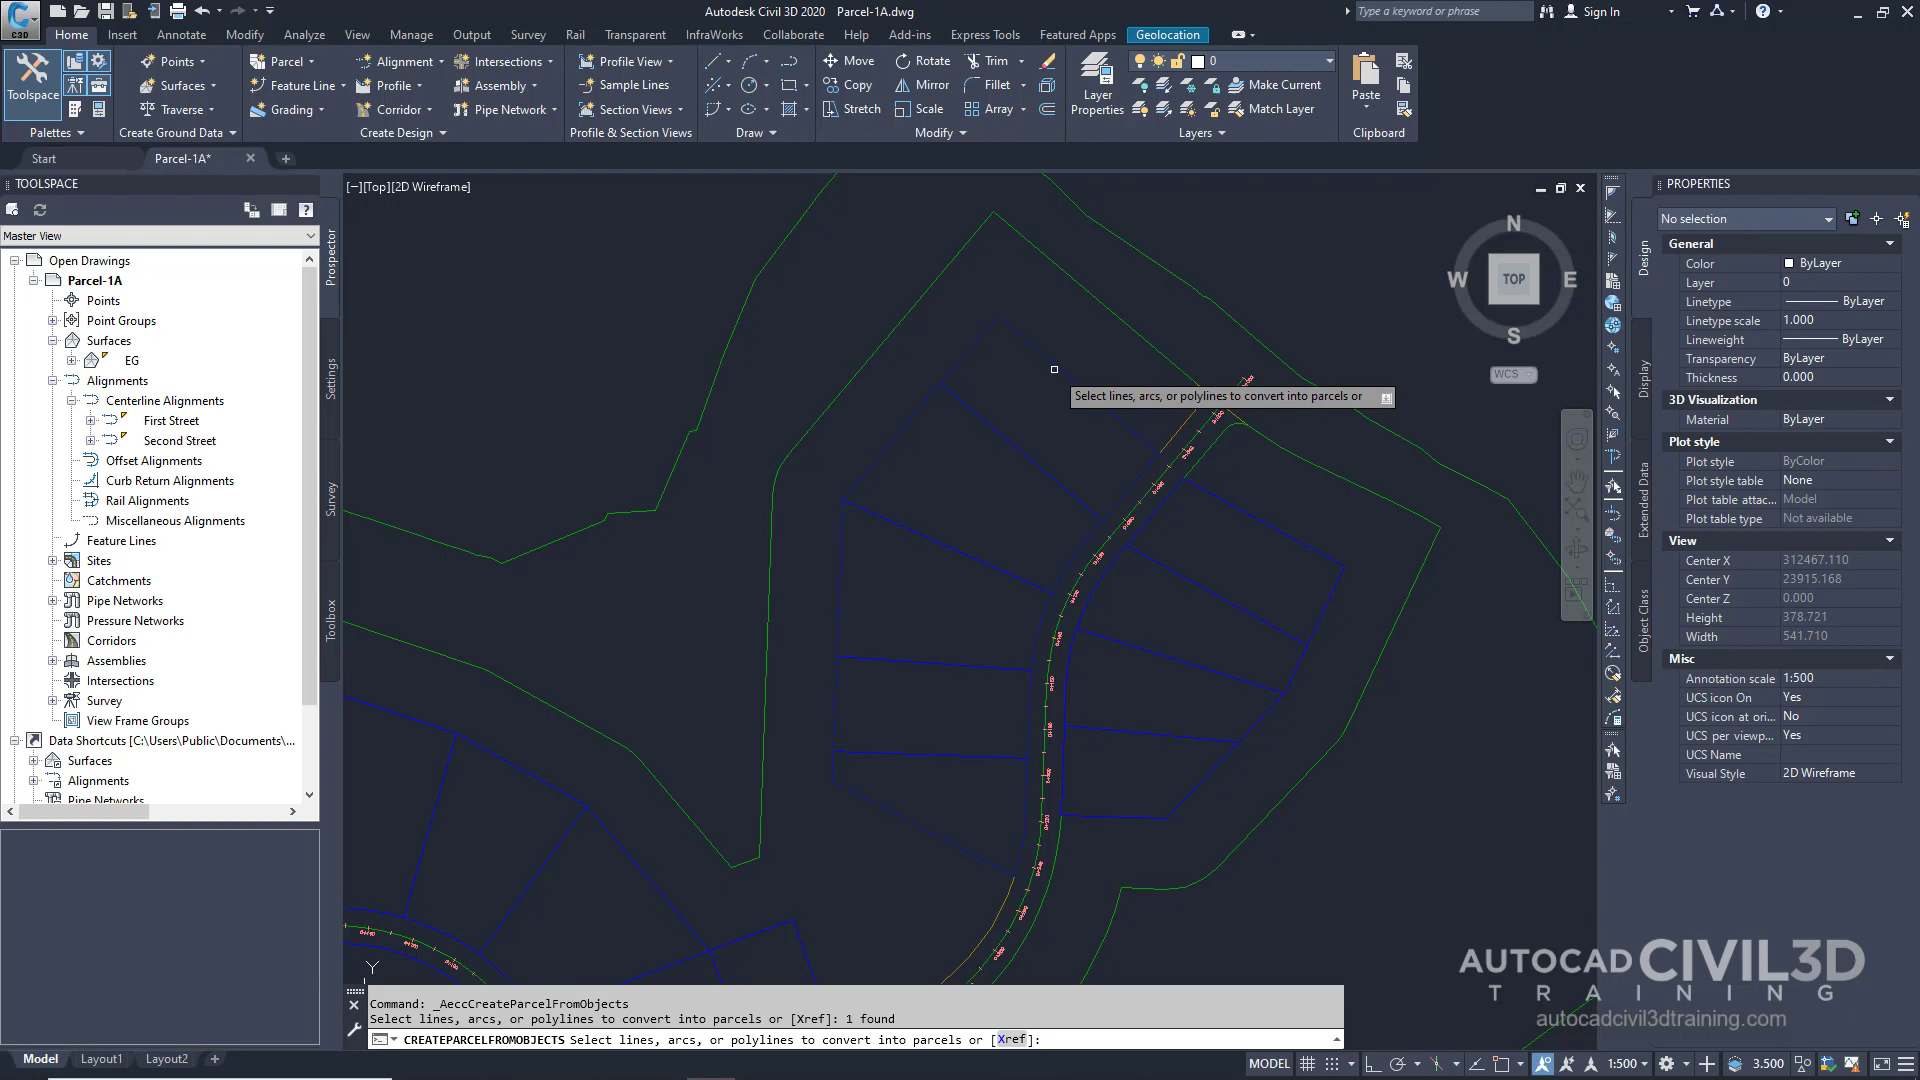 Autodesk Civil 3D 2020 Parcel-1A.dwg
Type a keyword or phrase
Sign In
C3D
Home Insert Annotate Modify Analyze View Manage Output Survey Rail Transparent InfraWorks Collaborate Help Add-ins Express Tools Featured Apps Geolocation
Toolspace
Points
Surfaces
Traverse
Parcel
Feature Line
Grading
Alignment
Profile
Corridor
Intersections
Assembly
Pipe Network
Profile View
Sample Lines
Section Views
Move
Copy
Stretch
Rotate
Mirror
Scale
Trim
Fillet
Array
Layer
Properties
0
Make Current
Match Layer
Paste
Palettes
Create Ground Data
Create Design
Profile & Section Views
Draw
Modify
Layers
Clipboard
Start
Parcel-1A*
TOOLSPACE
Master View
Open Drawings
Parcel-1A
Points
Point Groups
Surfaces
EG
Alignments
Centerline Alignments
First Street
Second Street
Offset Alignments
Curb Return Alignments
Rail Alignments
Miscellaneous Alignments
Feature Lines
Sites
Catchments
Pipe Networks
Pressure Networks
Corridors
Assemblies
Intersections
Survey
View Frame Groups
Data Shortcuts [C:\Users\Public\Documents\...
Surfaces
Alignments
Pipe Networks
Prospector
Settings
Survey
Toolbox
[−][Top][2D Wireframe]
N
W TOP E
S
WCS
Select lines, arcs, or polylines to convert into parcels or
Y
Command: _AeccCreateParcelFromObjects
Select lines, arcs, or polylines to convert into parcels or [Xref]: 1 found
CREATEPARCELFROMOBJECTS Select lines, arcs, or polylines to convert into parcels or [Xref]:
PROPERTIES
No selection
Design
Display
Extended Data
Object Class
General
Color ByLayer
Layer 0
Linetype ByLayer
Linetype scale 1.000
Lineweight ByLayer
Transparency ByLayer
Thickness 0.000
3D Visualization
Material ByLayer
Plot style
Plot style ByColor
Plot style table None
Plot table attac... Model
Plot table type Not available
View
Center X 312467.110
Center Y 23915.168
Center Z 0.000
Height 378.721
Width 541.710
Misc
Annotation scale 1:500
UCS icon On Yes
UCS icon at ori... No
UCS per viewp... Yes
UCS Name
Visual Style 2D Wireframe
AUTOCAD CIVIL3D
TRAINING
autocadcivil3dtraining.com
Model Layout1 Layout2
MODEL 1:500 3.500